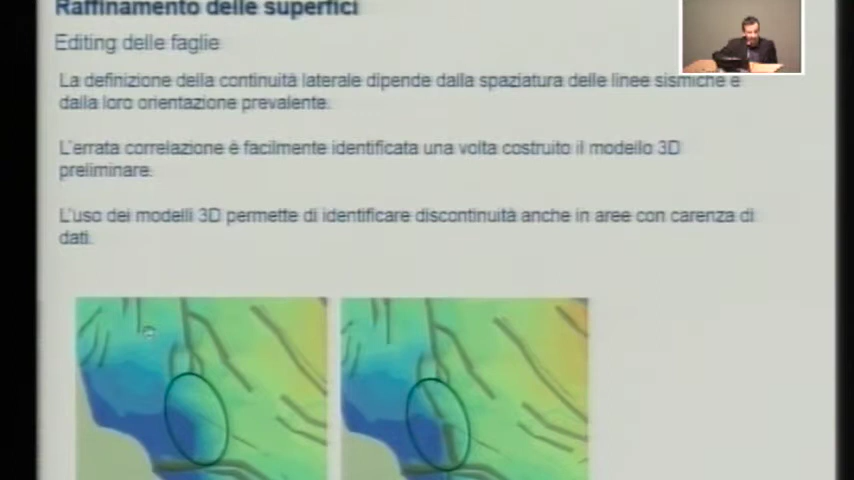 Raffinamento delle superfici
Editing delle faglie
La definizione della continuità laterale dipende dalla spaziatura delle linee sismiche e
dalla loro orientazione prevalente.
L'errata correlazione è facilmente identificata una volta costruito il modello 3D
preliminare.
L'uso dei modelli 3D permette di identificare discontinuità anche in aree con carenza di
dati.